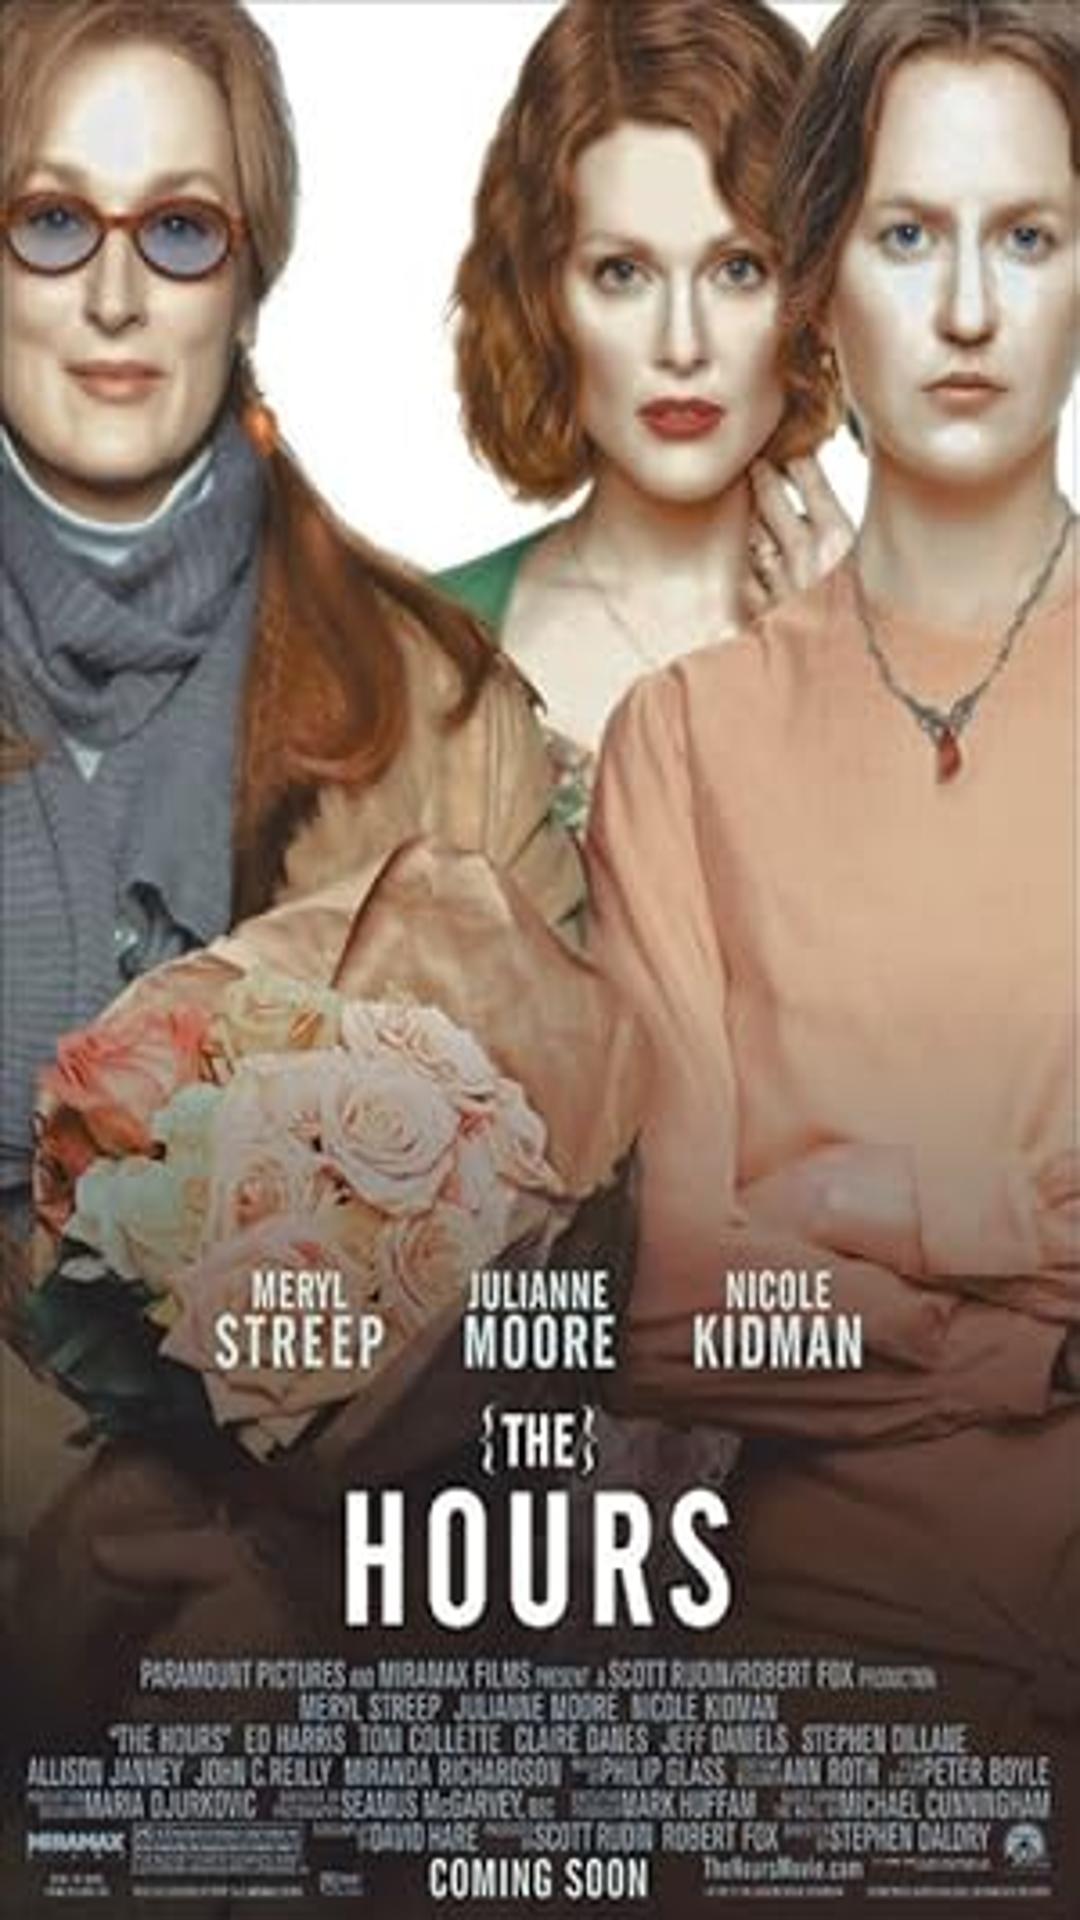 MERYL STREEP
JULIANNE MOORE
NICOLE KIDMAN
{THE}
HOURS
PARAMOUNT PICTURES AND MIRAMAX FILMS PRESENT A SCOTT RUDIN/ROBERT FOX PRODUCTION
MERYL STREEP JULIANNE MOORE NICOLE KIDMAN
"THE HOURS" ED HARRIS TONI COLLETTE CLAIRE DANES JEFF DANIELS STEPHEN DILLANE
ALLISON JANNEY JOHN C. REILLY MIRANDA RICHARDSON PHILIP GLASS ANN ROTH PETER BOYLE
MARIA DJURKOVIC SEAMUS McGARVEY, BSC MARK HUFFAM MICHAEL CUNNINGHAM
MIRAMAX DAVID HARE SCOTT RUDIN ROBERT FOX STEPHEN DALDRY
COMING SOON
TheHoursMovie.com